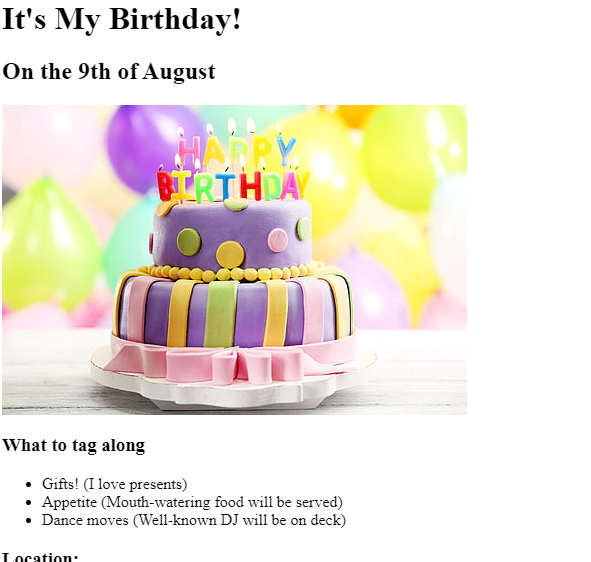 It's My Birthday!
On the 9th of August
HAPPY
BIRTHDAY
What to tag along
Gifts! (I love presents)
Appetite (Mouth-watering food will be served)
Dance moves (Well-known DJ will be on deck)
Location: